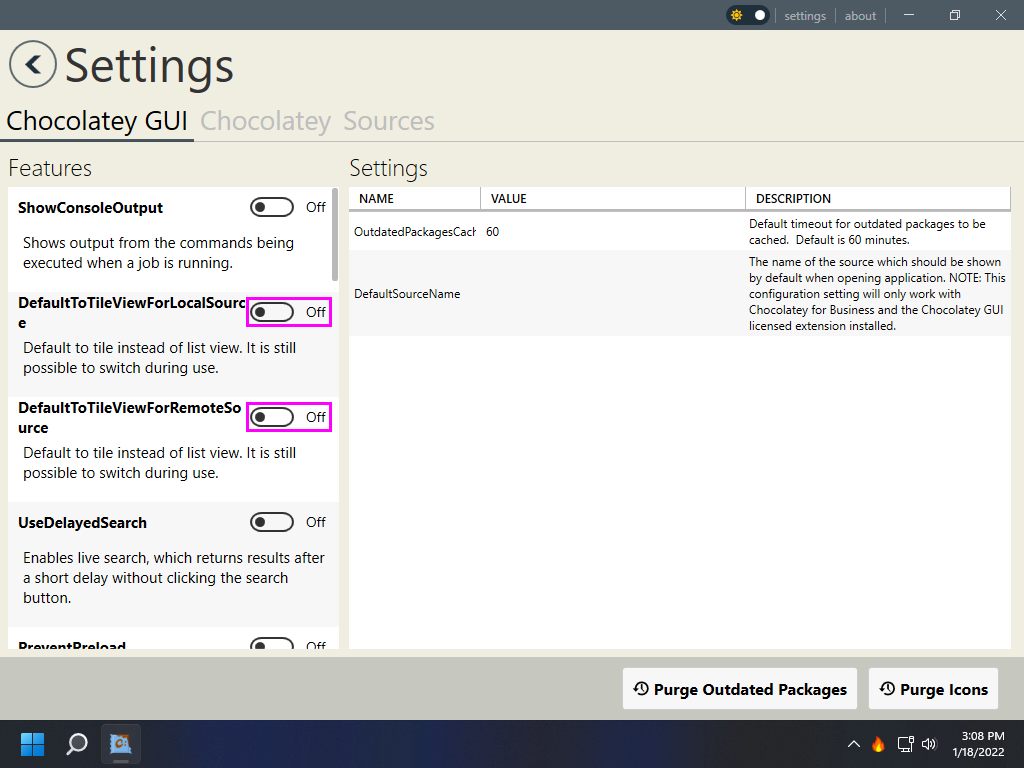 settings
about
Settings
Chocolatey GUI
Chocolatey
Sources
Features
ShowConsoleOutput
Off
Shows output from the commands being
executed when a job is running.
DefaultToTileViewForLocalSourc
e
Off
Default to tile instead of list view. It is still
possible to switch during use.
DefaultToTileViewForRemoteSo
urce
Off
Default to tile instead of list view. It is still
possible to switch during use.
UseDelayedSearch
Off
Enables live search, which returns results after
a short delay without clicking the search
button.
PreventPreload
Off
Settings
NAME
VALUE
DESCRIPTION
OutdatedPackagesCach
60
Default timeout for outdated packages to be
cached.  Default is 60 minutes.
DefaultSourceName
The name of the source which should be shown
by default when opening application. NOTE: This
configuration setting will only work with
Chocolatey for Business and the Chocolatey GUI
licensed extension installed.
Purge Outdated Packages
Purge Icons
3:08 PM
1/18/2022